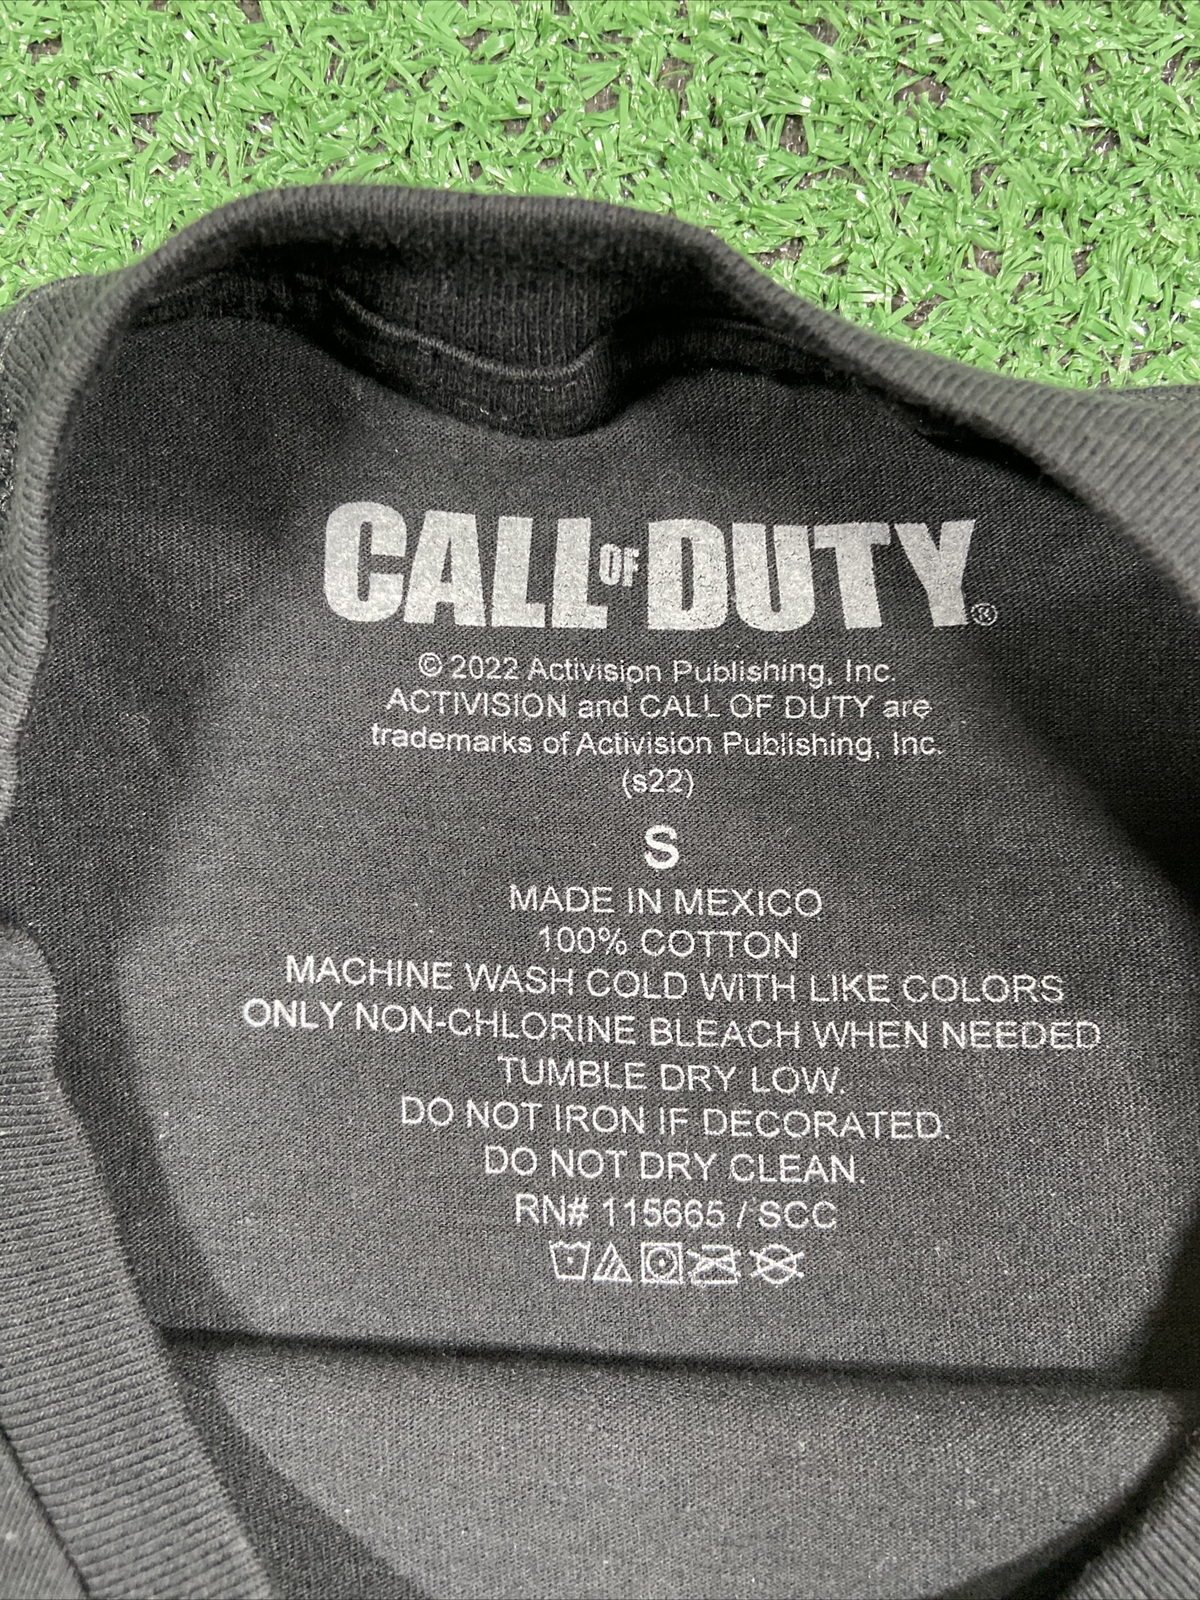 CALL OF DUTY®
© 2022 Activision Publishing, Inc.
ACTIVISION and CALL OF DUTY are
trademarks of Activision Publishing, Inc.
(s22)
S
MADE IN MEXICO
100% COTTON
MACHINE WASH COLD WITH LIKE COLORS
ONLY NON-CHLORINE BLEACH WHEN NEEDED
TUMBLE DRY LOW.
DO NOT IRON IF DECORATED.
DO NOT DRY CLEAN.
RN# 115665 / SCC